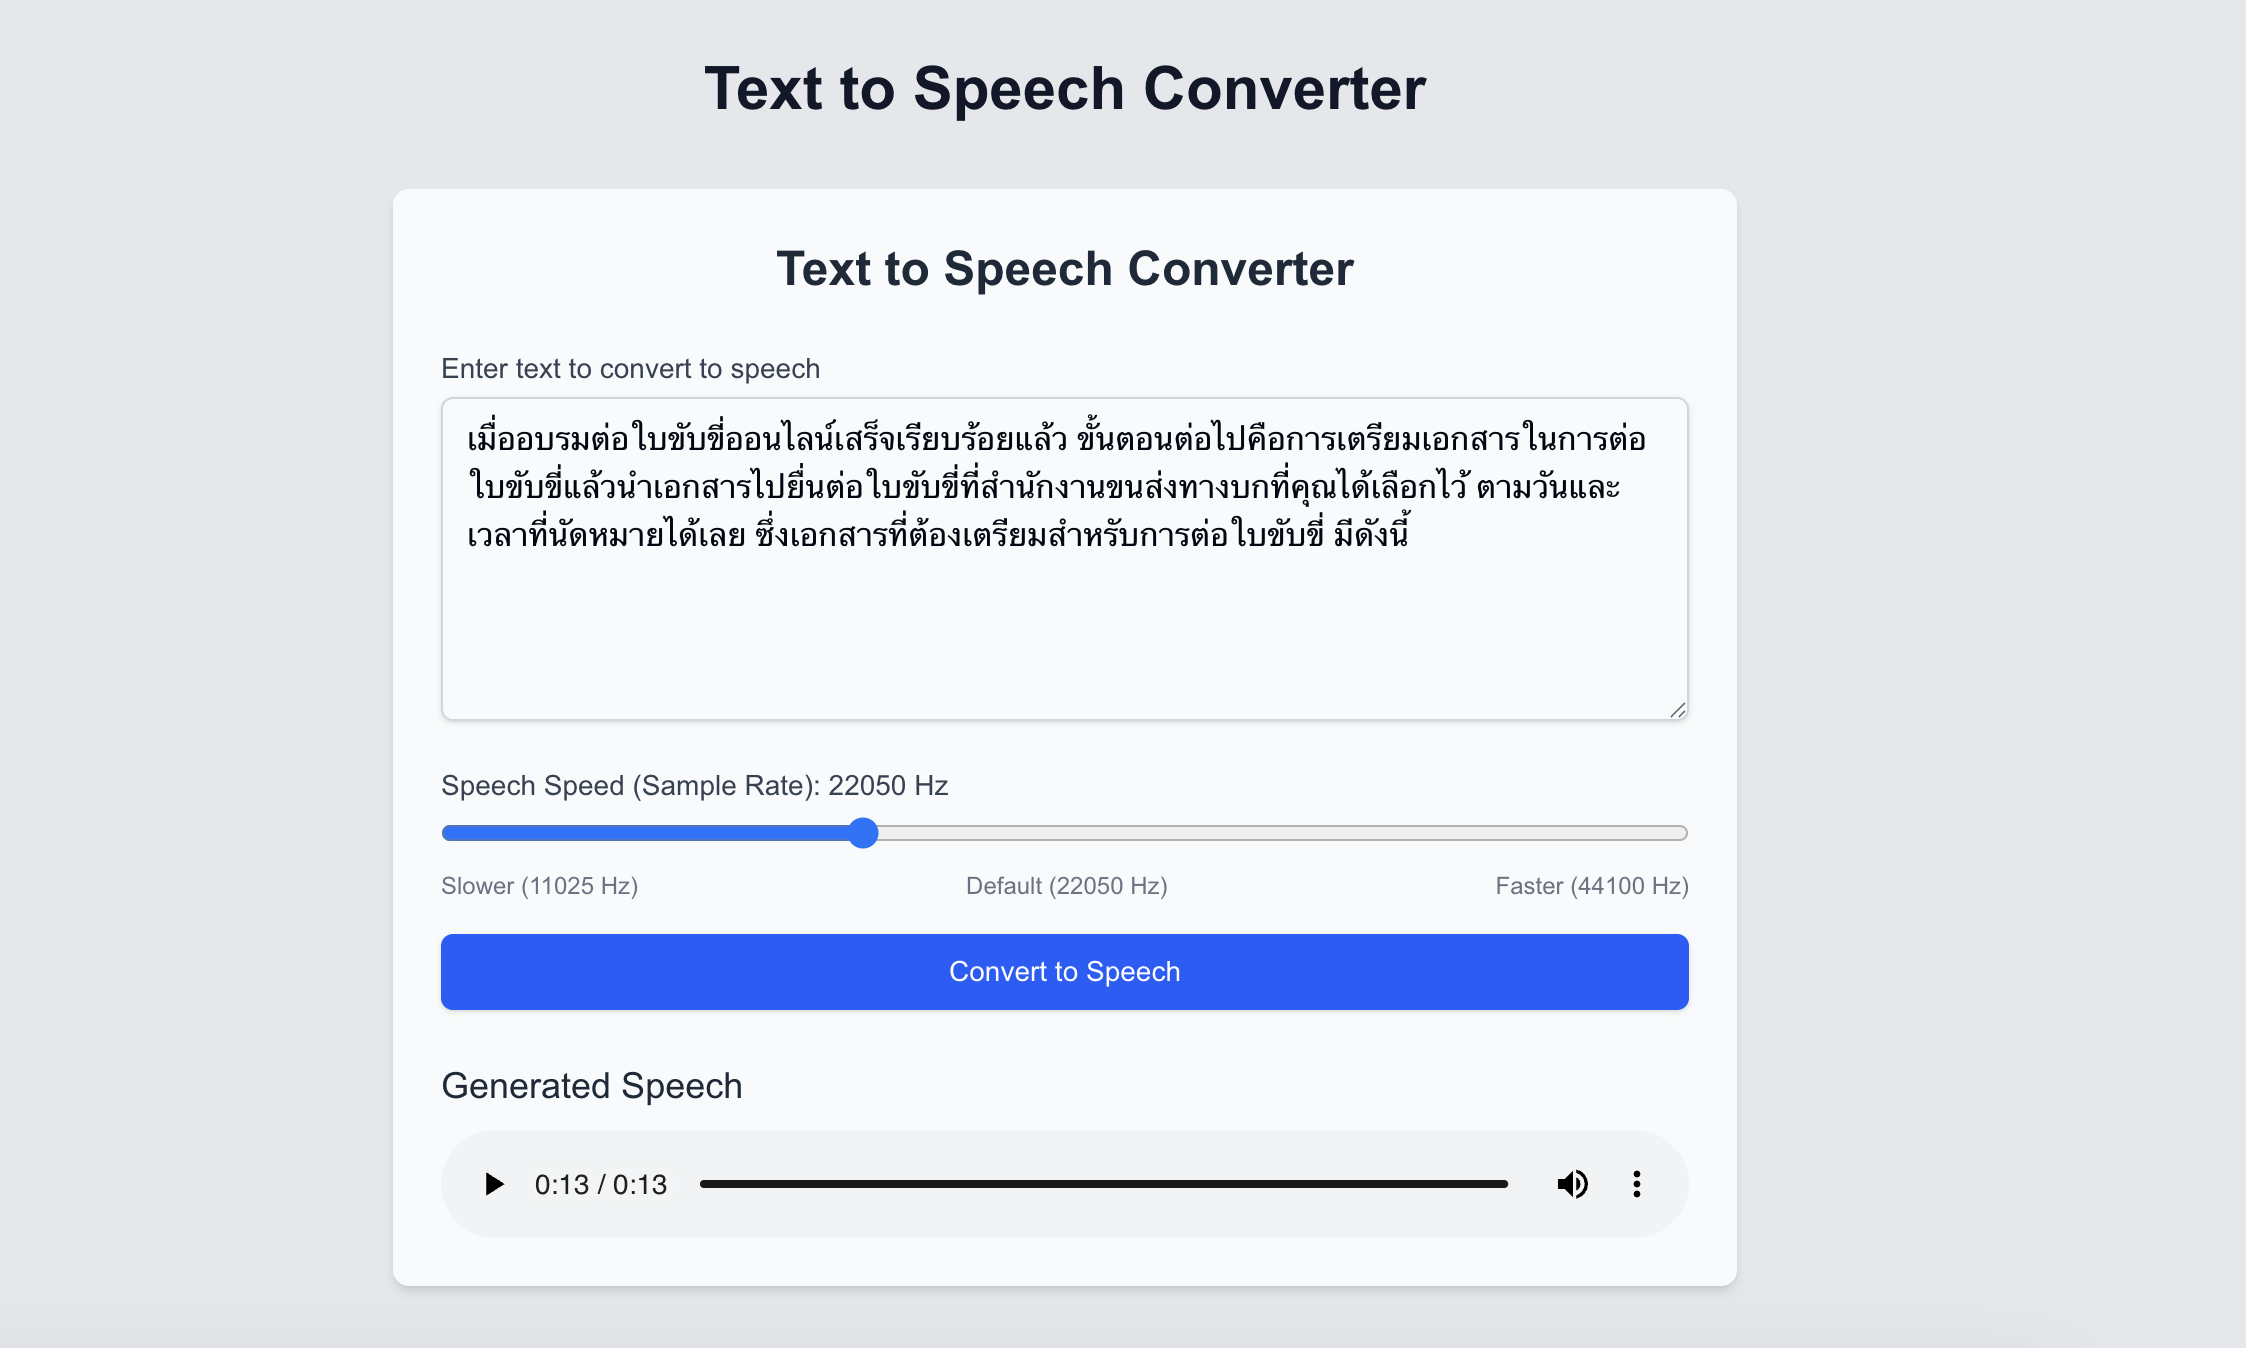 Text to Speech Converter
Text to Speech Converter
Enter text to convert to speech
เมื่ออบรมต่อใบขับขี่ออนไลน์เสร็จเรียบร้อยแล้ว ขั้นตอนต่อไปคือการเตรียมเอกสารในการต่อ
ใบขับขี่แล้วนำเอกสารไปยื่นต่อใบขับขี่ที่สำนักงานขนส่งทางบกที่คุณได้เลือกไว้ ตามวันและ
เวลาที่นัดหมายได้เลย ซึ่งเอกสารที่ต้องเตรียมสำหรับการต่อใบขับขี่ มีดังนี้
Speech Speed (Sample Rate): 22050 Hz
Slower (11025 Hz) Default (22050 Hz) Faster (44100 Hz)
Convert to Speech
Generated Speech
0:13 / 0:13